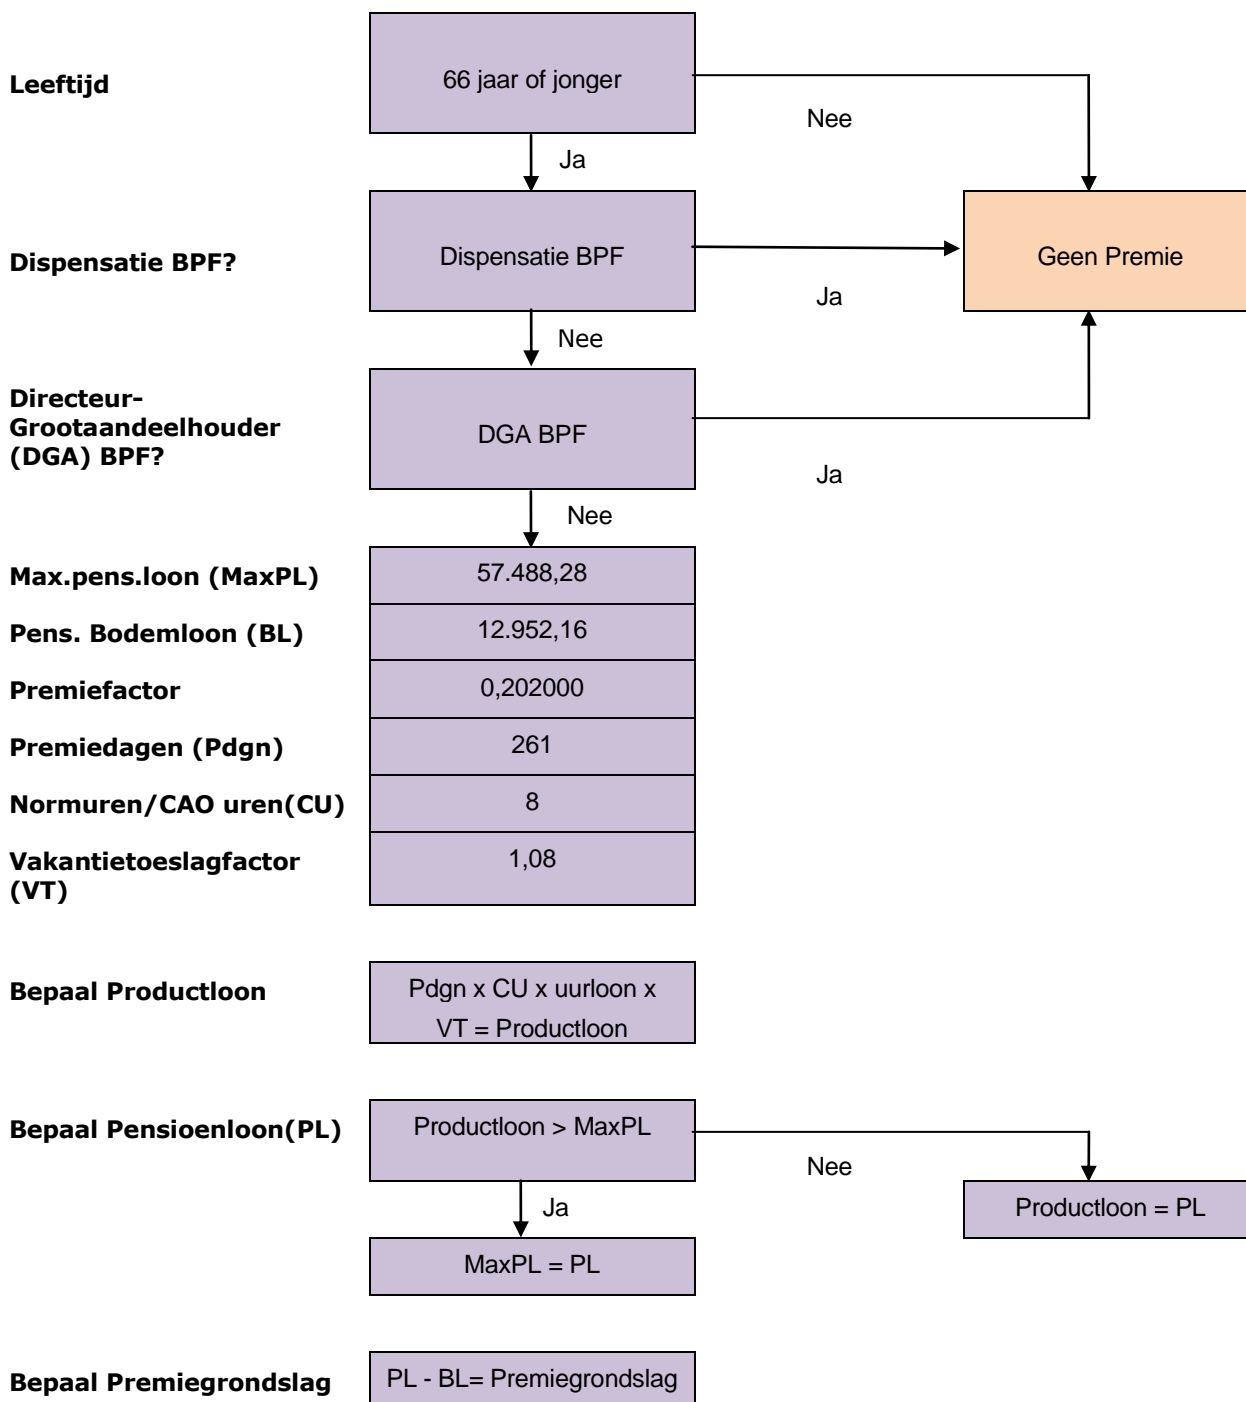 Leeftijd
66 jaar of jonger
Nee
Ja
Dispensatie BPF?
Dispensatie BPF
Ja
Geen Premie
Nee
Directeur-
Grootaandeelhouder
(DGA) BPF?
DGA BPF
Ja
Nee
Max.pens.loon (MaxPL)
57.488,28
Pens. Bodemloon (BL)
12.952,16
Premiefactor
0,202000
Premiedagen (Pdgn)
261
Normuren/CAO uren(CU)
8
Vakantietoeslagfactor
(VT)
1,08
Bepaal Productloon
Pdgn x CU x uurloon x
VT = Productloon
Bepaal Pensioenloon(PL)
Productloon > MaxPL
Nee
Ja
Productloon = PL
MaxPL = PL
Bepaal Premiegrondslag
PL - BL= Premiegrondslag